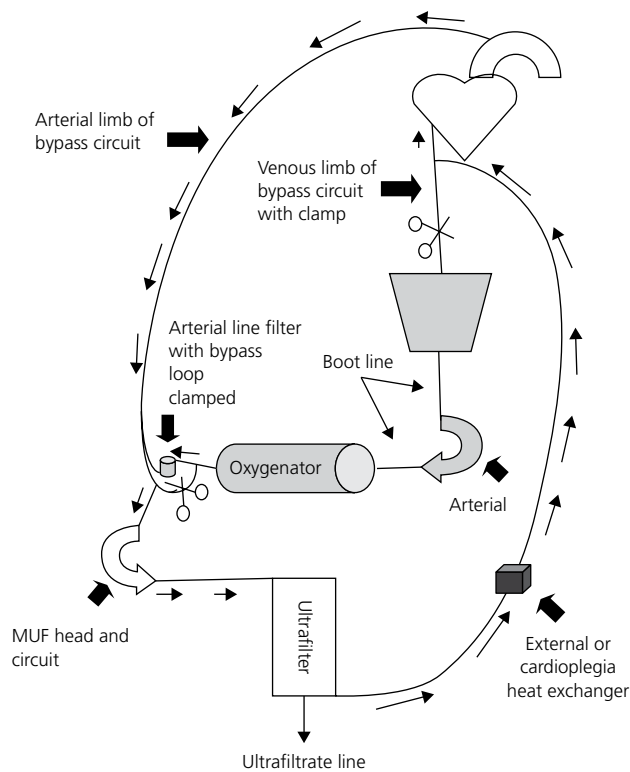 Arterial limb of
bypass circuit
Venous limb of
bypass circuit
with clamp
Arterial line filter
with bypass
loop
clamped
Boot line
Oxygenator
Arterial
MUF head and
circuit
Ultrafilter
External or
cardioplegia
heat exchanger
Ultrafiltrate line